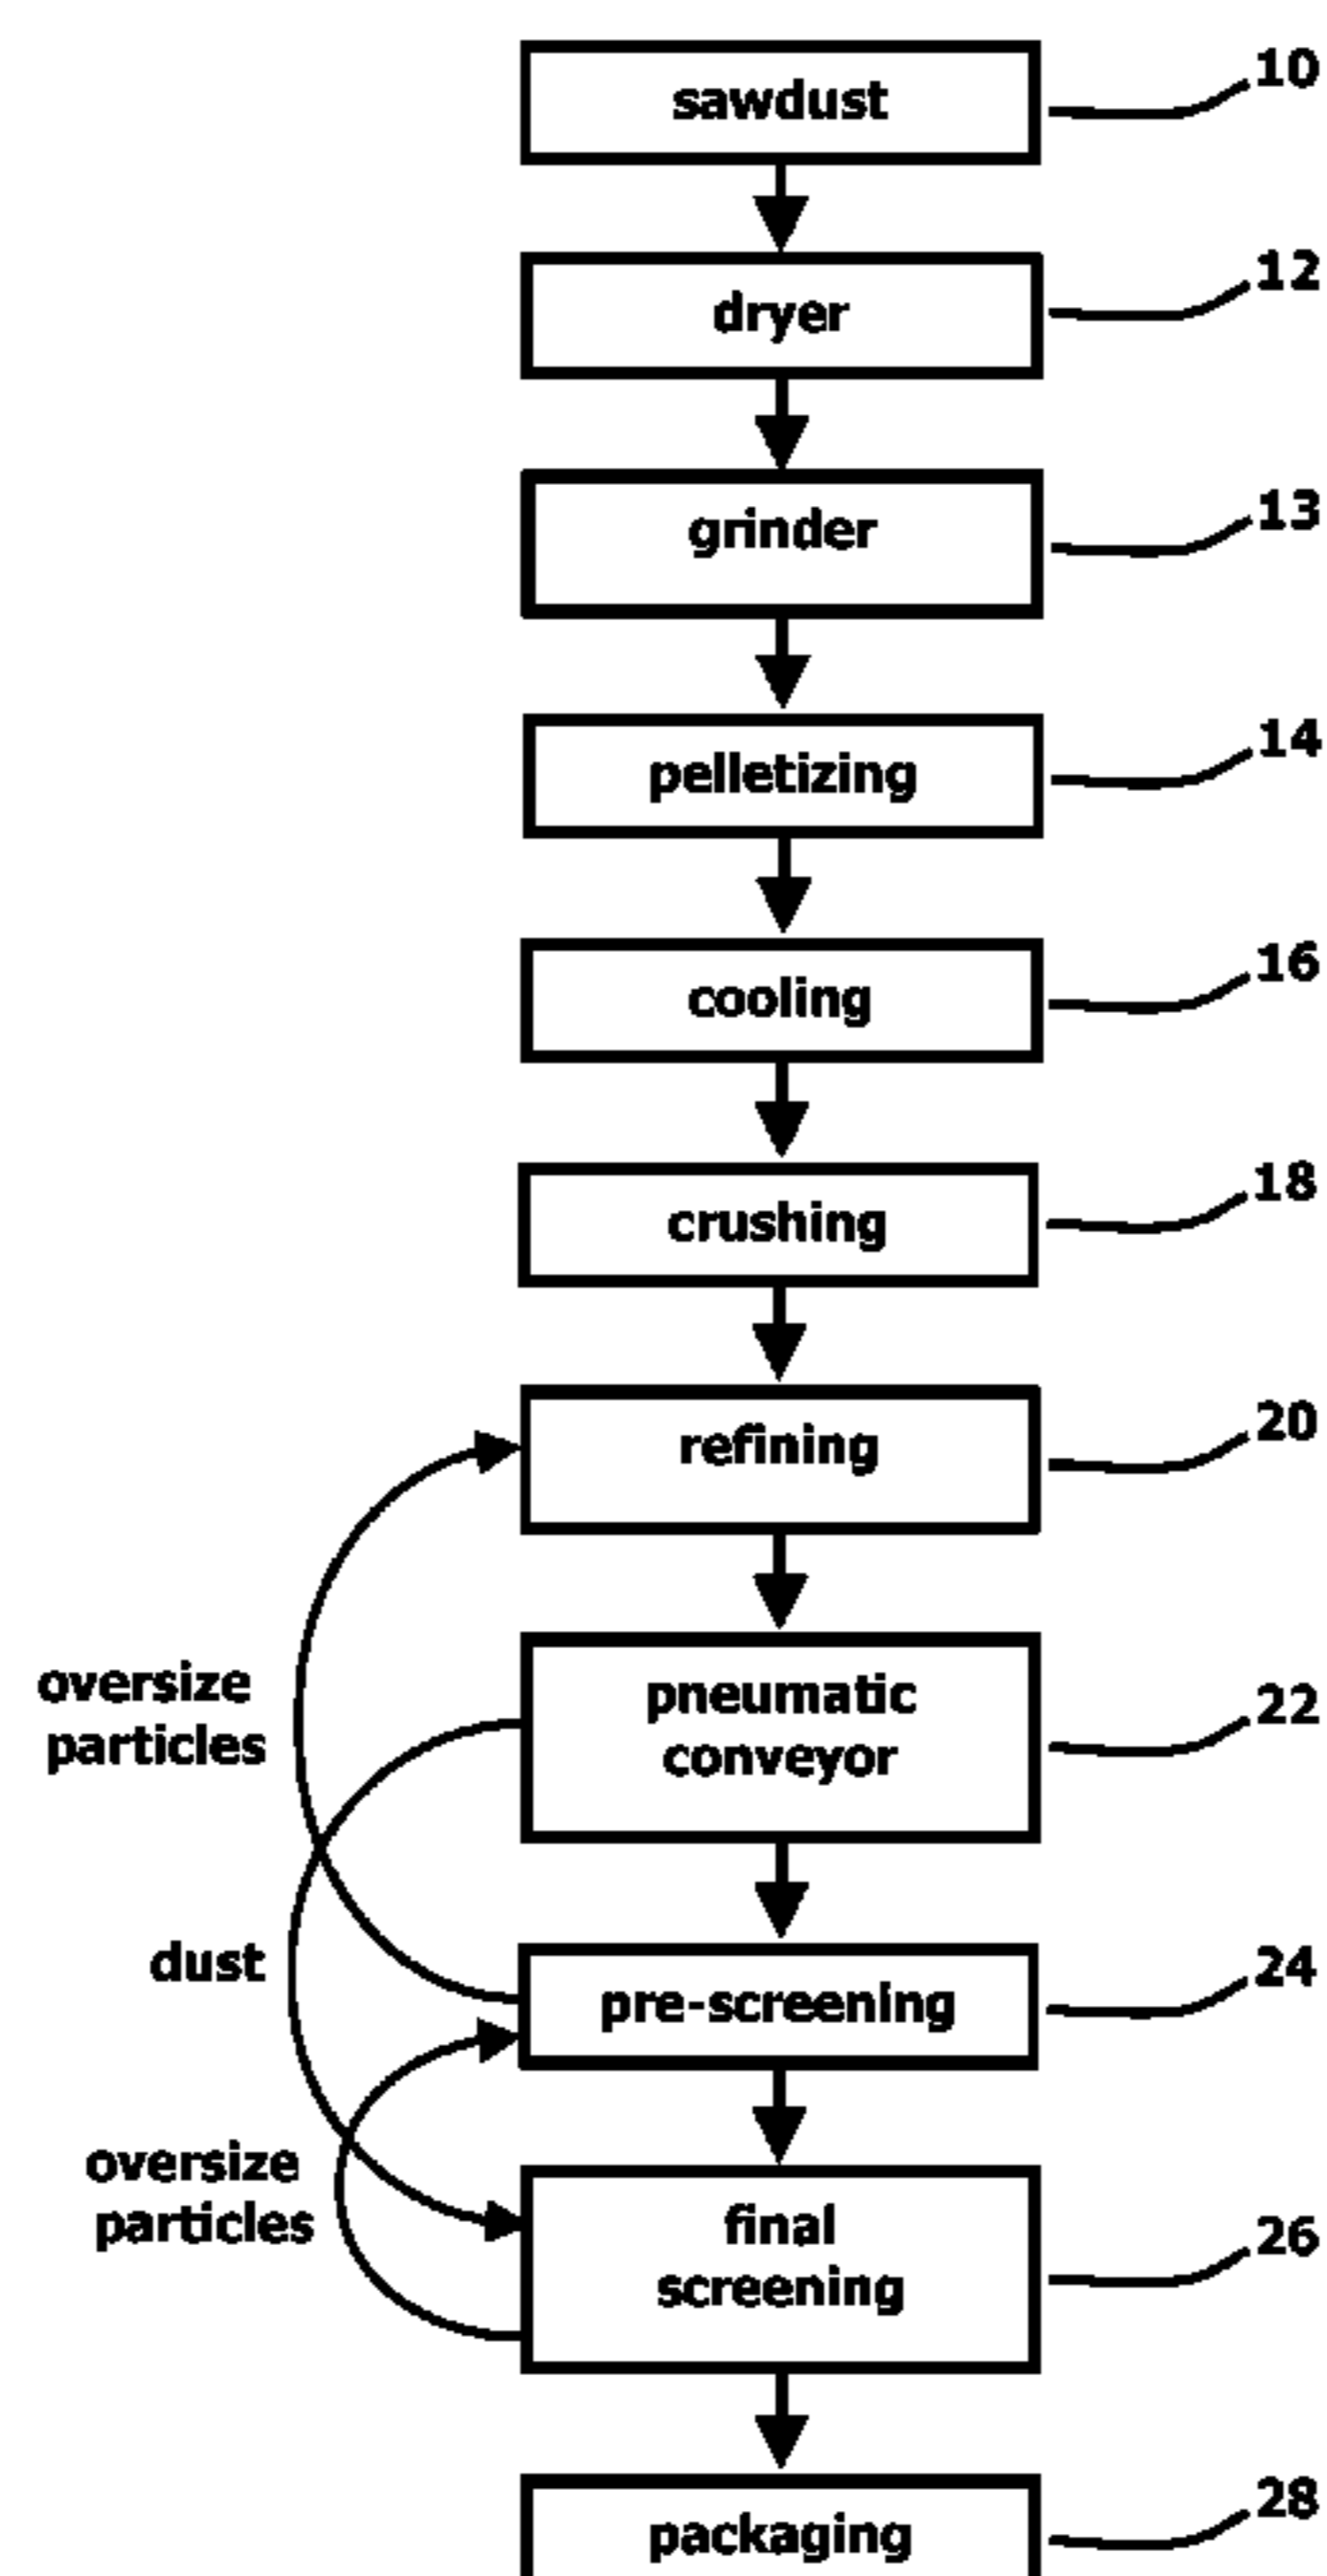 sawdust
10
dryer
12
grinder
13
pelletizing
14
cooling
16
crushing
18
refining
20
oversize
particles
pneumatic
conveyor
22
dust
pre-screening
24
oversize
particles
final
screening
26
packaging
28